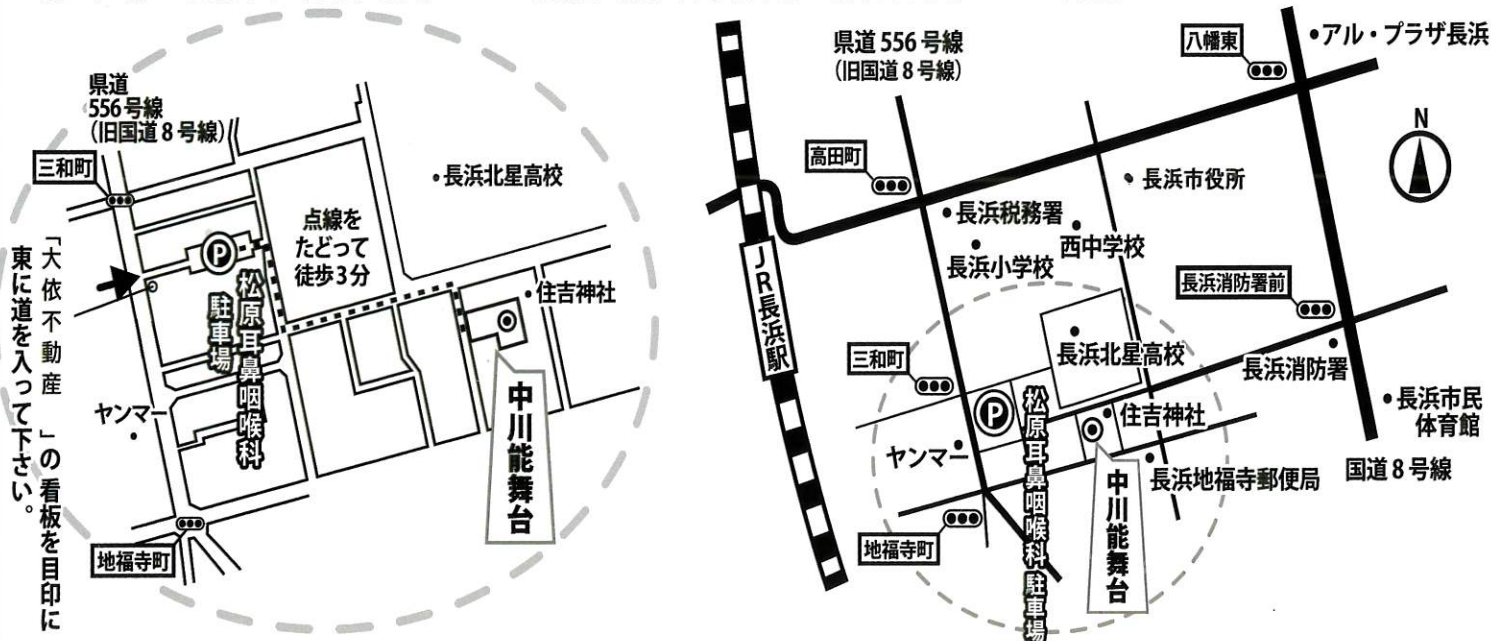 県道
556号線
(旧国道8号線)
三和町
・長浜北星高校
点線を
たどって
徒歩3分
P
松原耳鼻咽喉科
駐車場
・住吉神社
中川能舞台
ヤンマー
地福寺町
「大依不動産 」の看板を目印に
東に道を入って下さい。
県道556号線
(旧国道8号線)
八幡東
・アル・プラザ長浜
N
高田町
・長浜市役所
・長浜税務署
長浜小学校
西中学校
JR長浜駅
長浜消防署前
長浜北星高校
長浜消防署
三和町
P
松原耳鼻咽喉科駐車場
住吉神社
ヤンマー
・長浜市民
体育館
中川能舞台
長浜地福寺郵便局
国道8号線
地福寺町